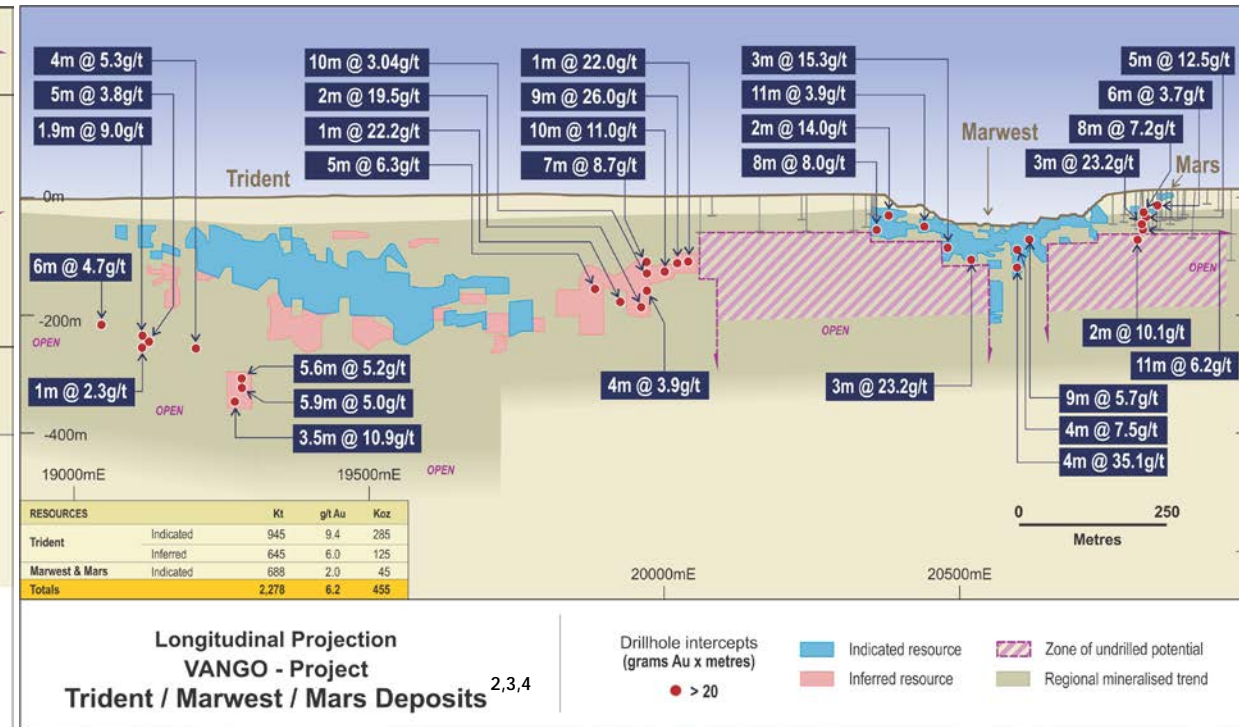 4m @ 5.3g/t
5m @ 3.8g/t
1.9m @ 9.0g/t
10m @ 3.04g/t
2m @ 19.5g/t
1m @ 22.2g/t
5m @ 6.3g/t
1m @ 22.0g/t
9m @ 26.0g/t
10m @ 11.0g/t
7m @ 8.7g/t
3m @ 15.3g/t
11m @ 3.9g/t
2m @ 14.0g/t
8m @ 8.0g/t
5m @ 12.5g/t
6m @ 3.7g/t
8m @ 7.2g/t
3m @ 23.2g/t
Trident
Marwest
Mars
0m
6m @ 4.7g/t
-200m
OPEN
OPEN
OPEN
1m @ 2.3g/t
OPEN
5.6m @ 5.2g/t
5.9m @ 5.0g/t
3.5m @ 10.9g/t
4m @ 3.9g/t
3m @ 23.2g/t
2m @ 10.1g/t
11m @ 6.2g/t
9m @ 5.7g/t
4m @ 7.5g/t
4m @ 35.1g/t
-400m
OPEN
19000mE
19500mE
20000mE
20500mE
0 250
Metres
RESOURCES Kt g/t Au Koz
Trident Indicated 945 9.4 285
Inferred 645 6.0 125
Marwest & Mars Indicated 688 2.0 45
Totals 2,278 6.2 455
Longitudinal Projection
VANGO - Project
Trident / Marwest / Mars Deposits 2,3,4
Drillhole intercepts
(grams Au x metres)
> 20
Indicated resource
Inferred resource
Zone of undrilled potential
Regional mineralised trend